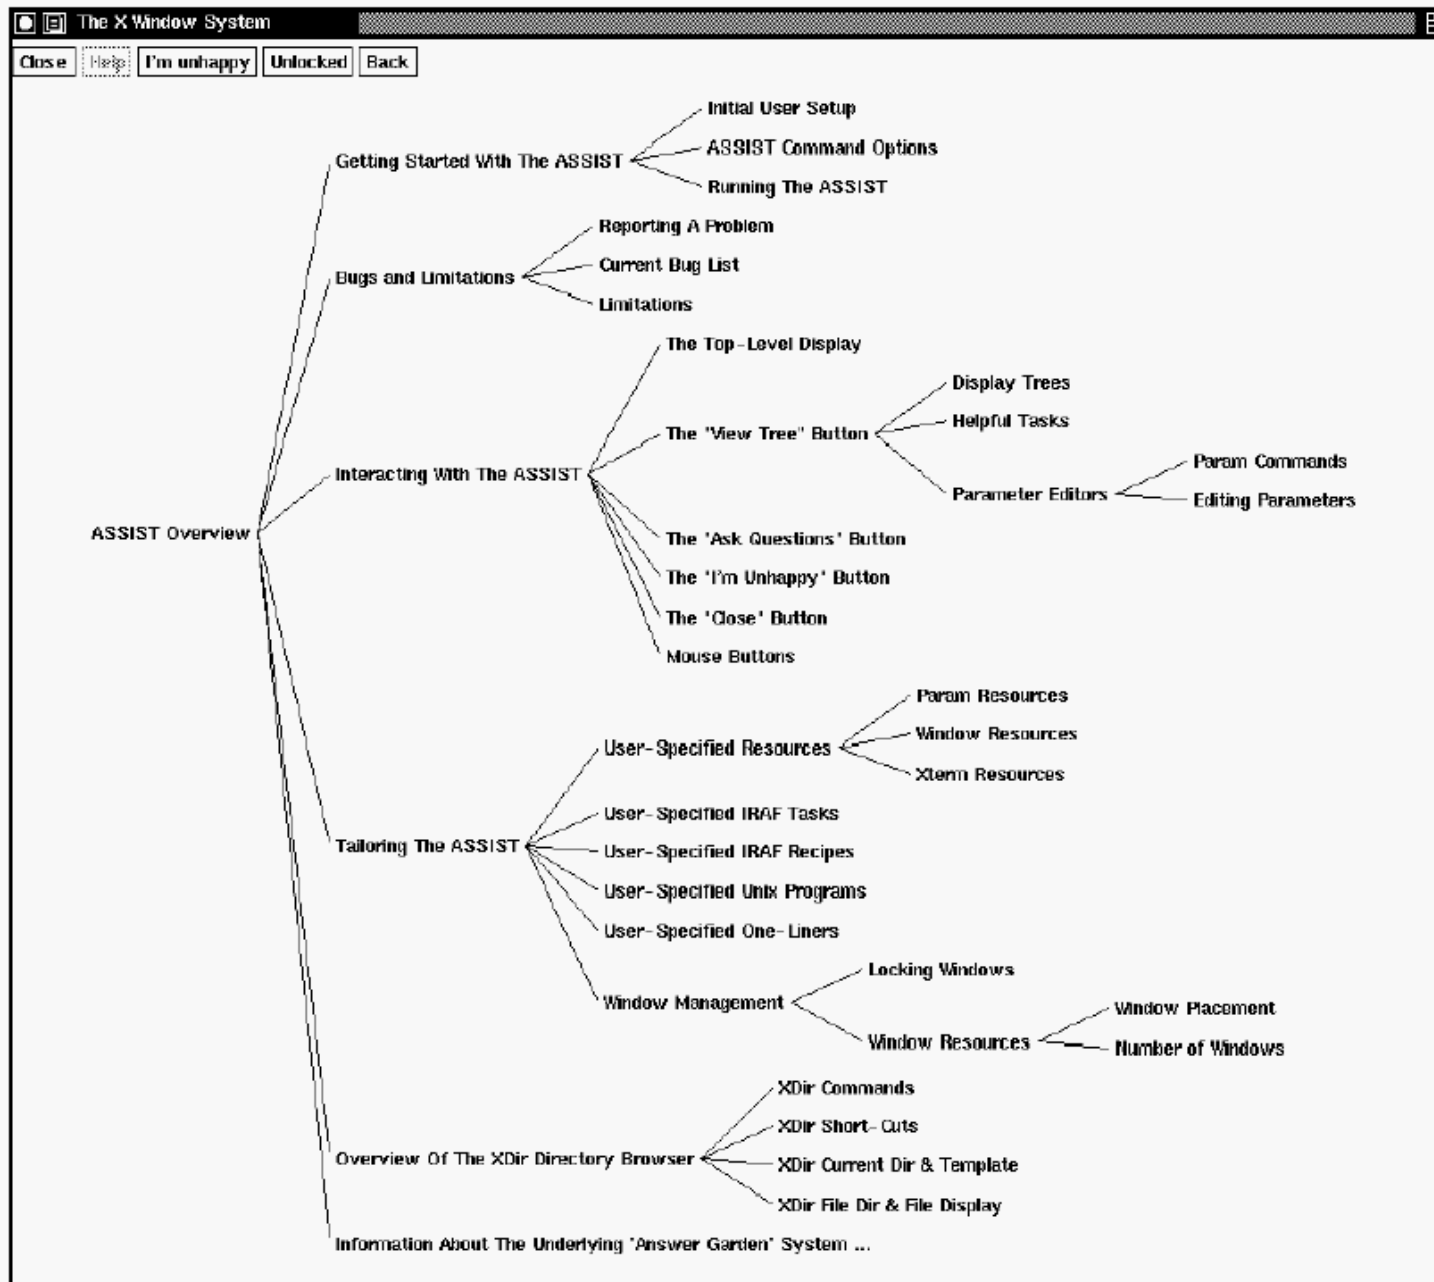 The X Window System
Close Help I'm unhappy Unlocked Back
Initial User Setup
Getting Started With The ASSIST
ASSIST Command Options
Running The ASSIST
Reporting A Problem
Bugs and Limitations
Current Bug List
Limitations
The Top-Level Display
Display Trees
The "View Tree" Button
Helpful Tasks
Param Commands
Interacting With The ASSIST
Parameter Editors
Editing Parameters
ASSIST Overview
The "Ask Questions" Button
The "I'm Unhappy" Button
The "Close" Button
Mouse Buttons
Param Resources
User-Specified Resources
Window Resources
Xterm Resources
User-Specified IRAF Tasks
Tailoring The ASSIST
User-Specified IRAF Recipes
User-Specified Unix Programs
User-Specified One-Liners
Locking Windows
Window Management
Window Placement
Window Resources
Number of Windows
XDir Commands
XDir Short-Cuts
Overview Of The XDir Directory Browser
XDir Current Dir & Template
XDir File Dir & File Display
Information About The Underlying "Answer Garden" System ...